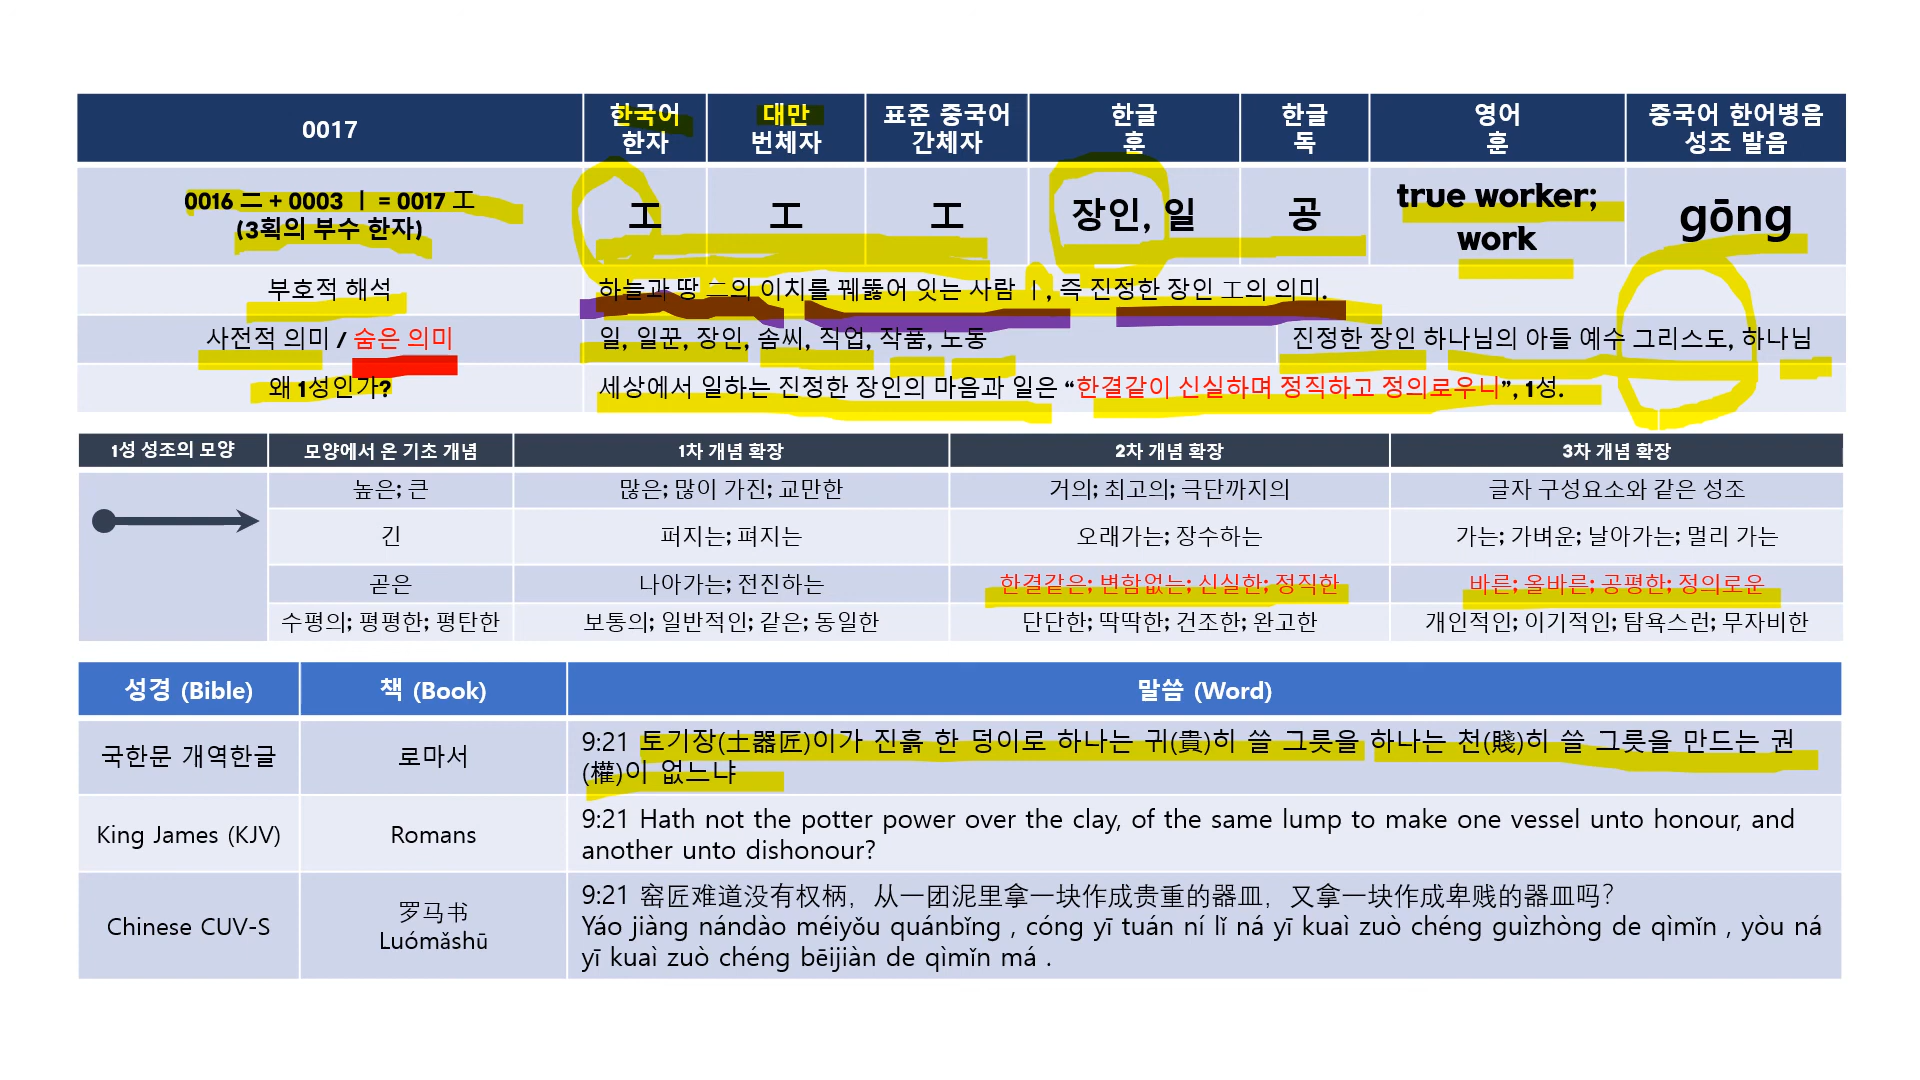 0017
한국어
한자
대만
번체자
표준 중국어
간체자
한글
훈
한글
독
영어
훈
중국어 한어병음
성조 발음
0016 二 + 0003 ㅣ = 0017 工
(3획의 부수 한자)
工
工
工
장인, 일
공
true worker;
work
gōng
부호적 해석
하늘과 땅 二의 이치를 꿰뚫어 잇는 사람 ㅣ, 즉 진정한 장인 工의 의미.
사전적 의미 / 숨은 의미
일, 일꾼, 장인, 솜씨, 직업, 작품, 노동
진정한 장인 하나님의 아들 예수 그리스도, 하나님
왜 1성인가?
세상에서 일하는 진정한 장인의 마음과 일은 “한결같이 신실하며 정직하고 정의로우니”, 1성.
1성 성조의 모양
모양에서 온 기초 개념
1차 개념 확장
2차 개념 확장
3차 개념 확장
높은; 큰
많은; 많이 가진; 교만한
거의; 최고의; 극단까지의
글자 구성요소와 같은 성조
긴
퍼지는; 펴지는
오래가는; 장수하는
가는; 가벼운; 날아가는; 멀리 가는
곧은
나아가는; 전진하는
한결같은; 변함없는; 신실한; 정직한
바른; 올바른; 공평한; 정의로운
수평의; 평평한; 평탄한
보통의; 일반적인; 같은; 동일한
단단한; 딱딱한; 건조한; 완고한
개인적인; 이기적인; 탐욕스런; 무자비한
성경 (Bible)
책 (Book)
말씀 (Word)
국한문 개역한글
로마서
9:21 토기장(土器匠)이가 진흙 한 덩이로 하나는 귀(貴)히 쓸 그릇을 하나는 천(賤)히 쓸 그릇을 만드는 권
(權)이 없느냐
King James (KJV)
Romans
9:21 Hath not the potter power over the clay, of the same lump to make one vessel unto honour, and
another unto dishonour?
Chinese CUV-S
罗马书
Luómǎshū
9:21 窑匠难道没有权柄，从一团泥里拿一块作成贵重的器皿，又拿一块作成卑贱的器皿吗？
Yáo jiàng nándào méiyǒu quánbǐng , cóng yī tuán ní lǐ ná yī kuaì zuò chéng guìzhòng de qìmǐn , yòu ná
yī kuaì zuò chéng bēijiàn de qìmǐn má .